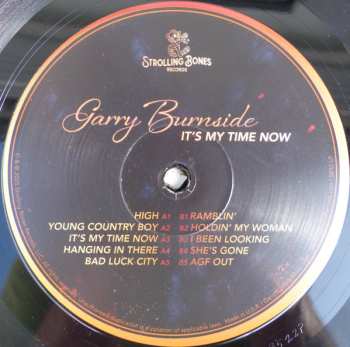 STROLLING BONES
RECORDS
Garry Burnside
IT'S MY TIME NOW
HIGH A1 B1 RAMBLIN'
YOUNG COUNTRY BOY A2 B2 HOLDIN' MY WOMAN
IT'S MY TIME NOW A3 B3 I BEEN LOOKING
HANGING IN THERE A4 B4 SHE'S GONE
BAD LUCK CITY A5 B5 AGF OUT